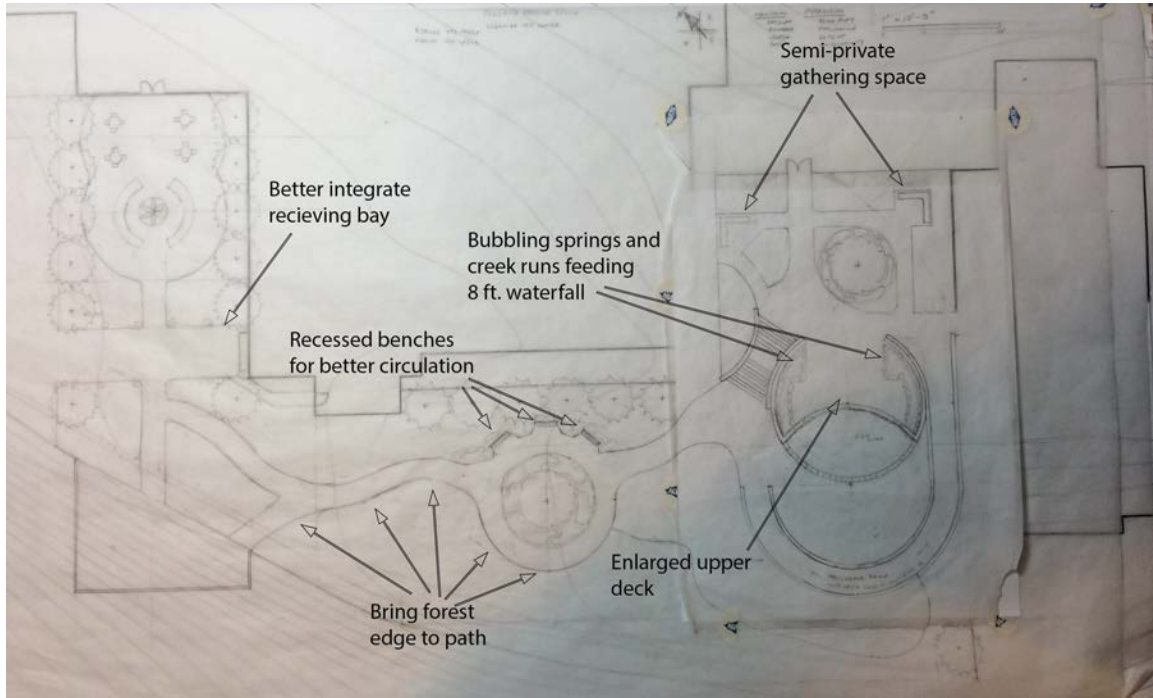 Semi-private
gathering space
Better integrate
recieving bay
Bubbling springs and
creek runs feeding
8 ft. waterfall
Recessed benches
for better circulation
Enlarged upper
deck
Bring forest
edge to path